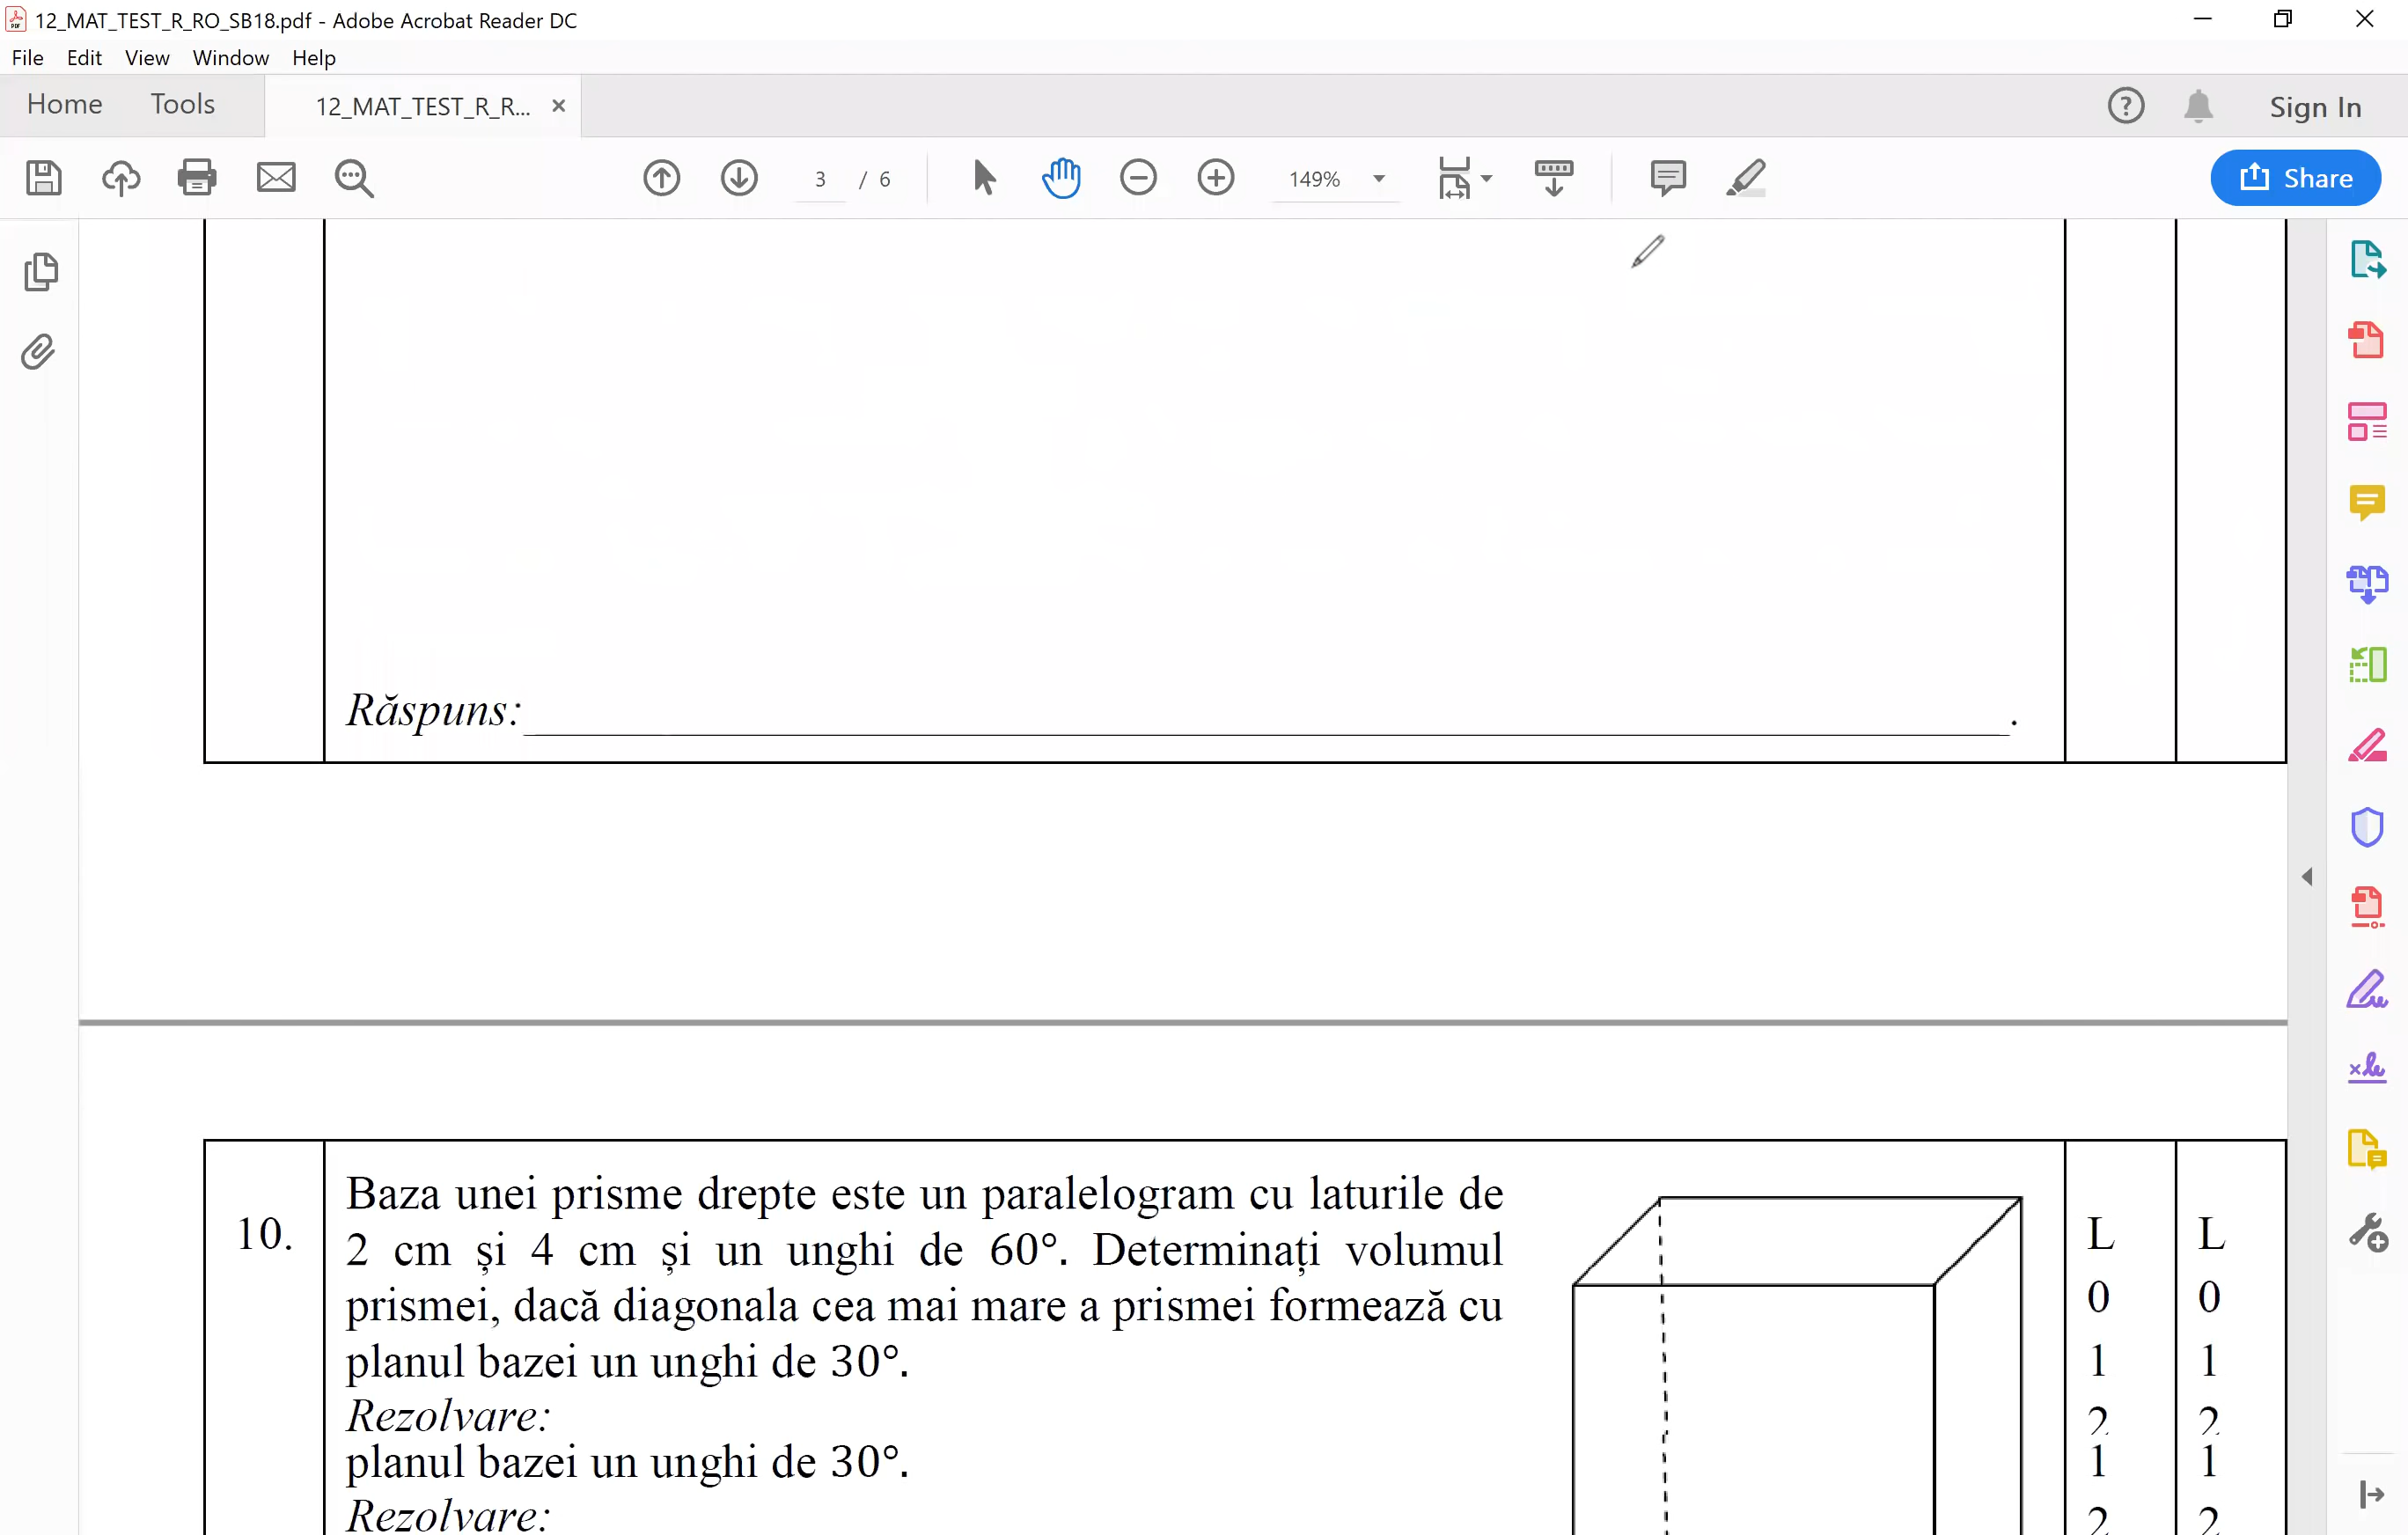 12_MAT_TEST_R_RO_SB18.pdf - Adobe Acrobat Reader DC
File Edit View Window Help
Home Tools 12_MAT_TEST_R_R... × Sign In
3 / 6 149% Share
Răspuns: .
10.
Baza unei prisme drepte este un paralelogram cu laturile de
2 cm și 4 cm și un unghi de 60°. Determinați volumul
prismei, dacă diagonala cea mai mare a prismei formează cu
planul bazei un unghi de 30°.
Rezolvare:
planul bazei un unghi de 30°.
Rezolvare:
L L
0 0
1 1
2 2
1 1
2 2